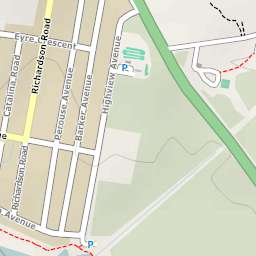 Eyre Crescent
Catalina Road
Richardson Road
Perouse Avenue
Barker Avenue
Highview Avenue
P
Richardson Road
Avenue
P